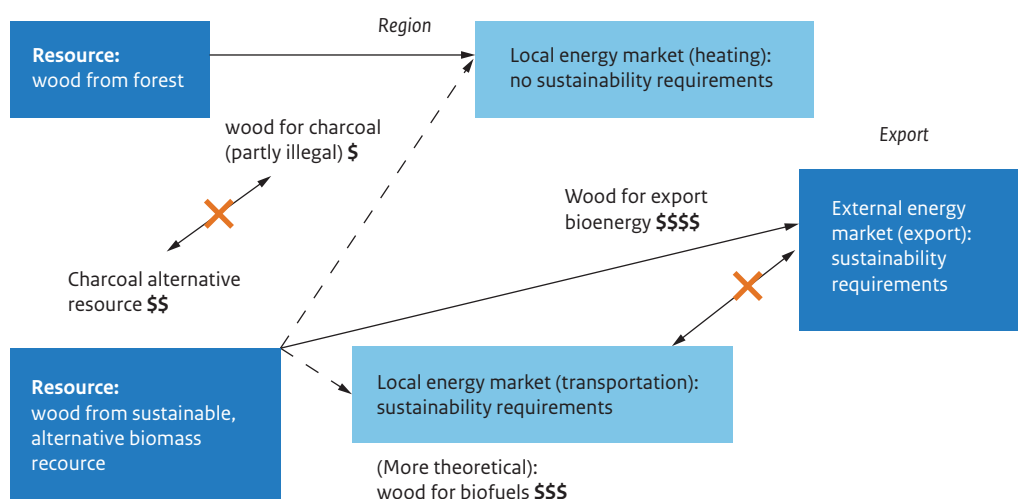 Region
Resource:
wood from forest
Local energy market (heating):
no sustainability requirements
wood for charcoal
(partly illegal) $
Export
Wood for export
bioenergy $$$$
External energy
market (export):
sustainability
requirements
Charcoal alternative
resource $$
Resource:
wood from sustainable,
alternative biomass
recource
Local energy market (transportation):
sustainability requirements
(More theoretical):
wood for biofuels $$$